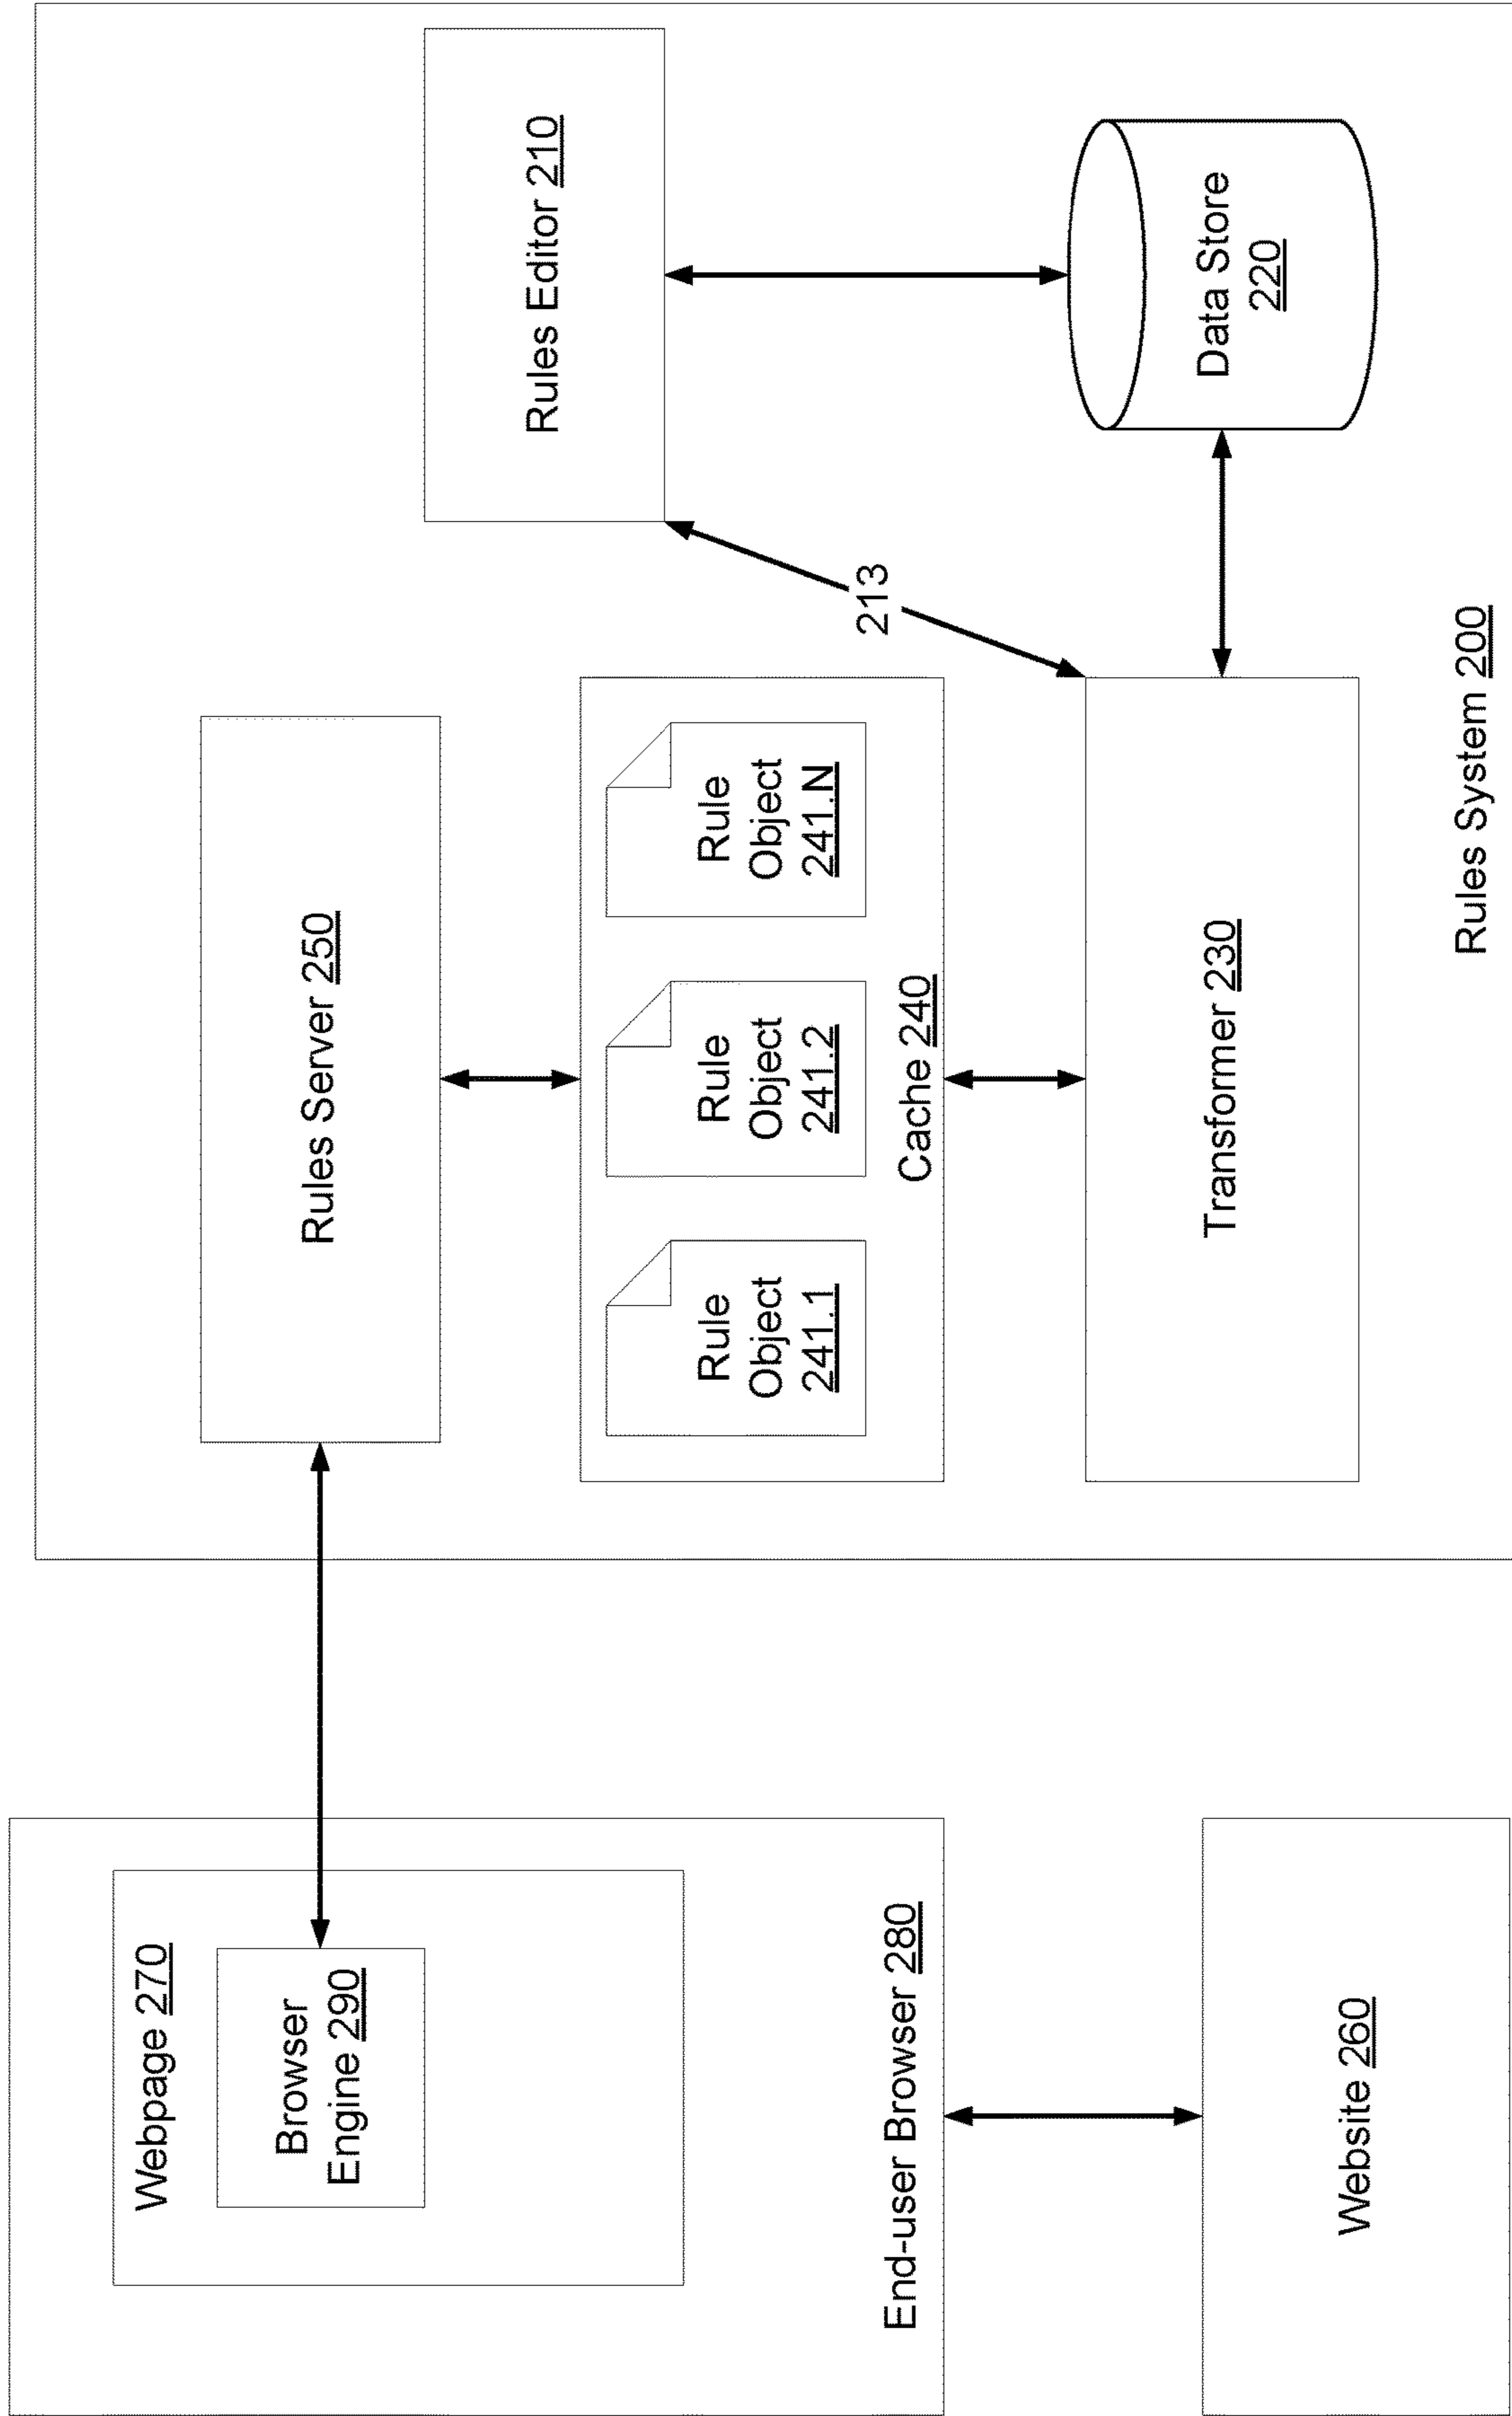 Webpage 270
Browser
Engine 290
End-user Browser 280
Website 260
Rules Server 250
Rule
Object
241.1
Rule
Object
241.2
Rule
Object
241.N
Cache 240
Transformer 230
Rules Editor 210
213
Data Store
220
Rules System 200